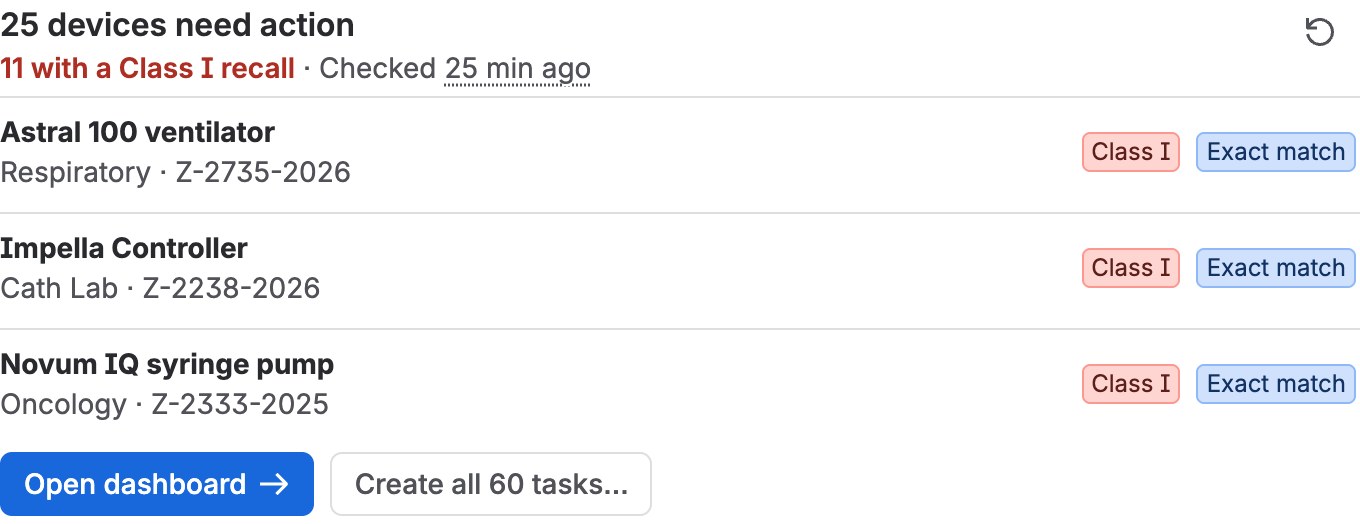 25 devices need action
11 with a Class I recall · Checked 25 min ago
Astral 100 ventilator
Respiratory · Z-2735-2026
Class I
Exact match
Impella Controller
Cath Lab · Z-2238-2026
Class I
Exact match
Novum IQ syringe pump
Oncology · Z-2333-2025
Class I
Exact match
Open dashboard →
Create all 60 tasks...